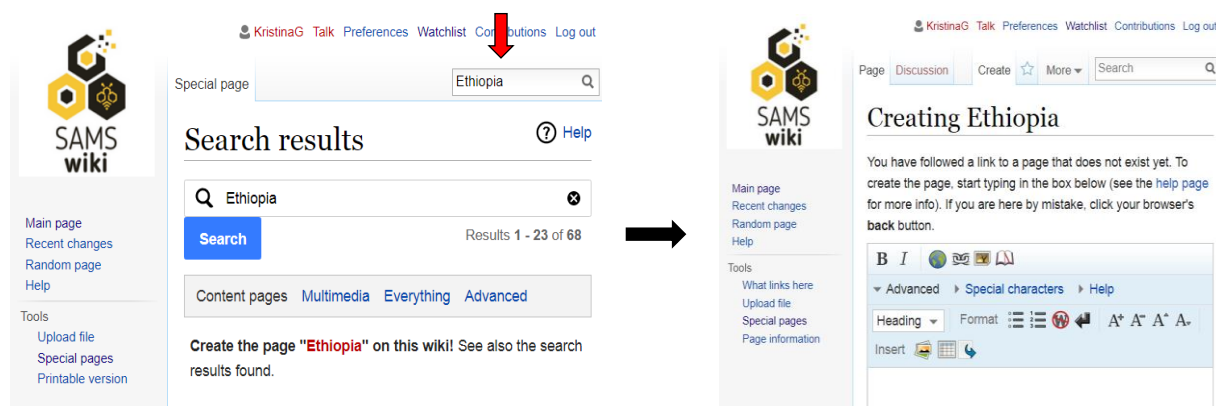 KristinaG Talk Preferences Watchlist Contributions Log out
Special page
Ethiopia
SAMS
wiki
Search results
Help
Ethiopia
Search
Results 1 - 23 of 68
Main page
Recent changes
Random page
Help
Tools
Upload file
Special pages
Printable version
Content pages Multimedia Everything Advanced
Create the page "Ethiopia" on this wiki! See also the search
results found.
KristinaG Talk Preferences Watchlist Contributions Log out
Page Discussion Create More Search
SAMS
wiki
Creating Ethiopia
You have followed a link to a page that does not exist yet. To
create the page, start typing in the box below (see the help page
for more info). If you are here by mistake, click your browser's
back button.
Main page
Recent changes
Random page
Help
Tools
What links here
Upload file
Special pages
Page information
B I
Advanced Special characters Help
Heading Format W A+ A- A^ A
Insert